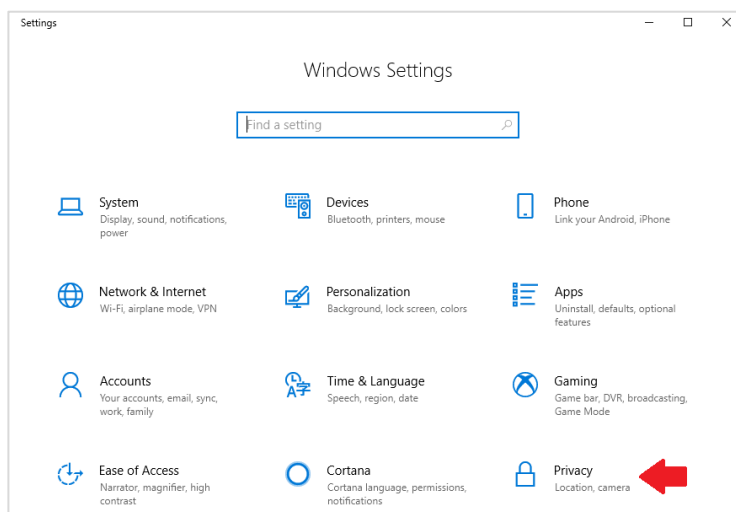 Settings
Windows Settings
Find a setting
System
Display, sound, notifications,
power
Devices
Bluetooth, printers, mouse
Phone
Link your Android, iPhone
Network & Internet
Wi-Fi, airplane mode, VPN
Personalization
Background, lock screen, colors
Apps
Uninstall, defaults, optional
features
Accounts
Your accounts, email, sync,
work, family
Time & Language
Speech, region, date
Gaming
Game bar, DVR, broadcasting,
Game Mode
Ease of Access
Narrator, magnifier, high
contrast
Cortana
Cortana language, permissions,
notifications
Privacy
Location, camera